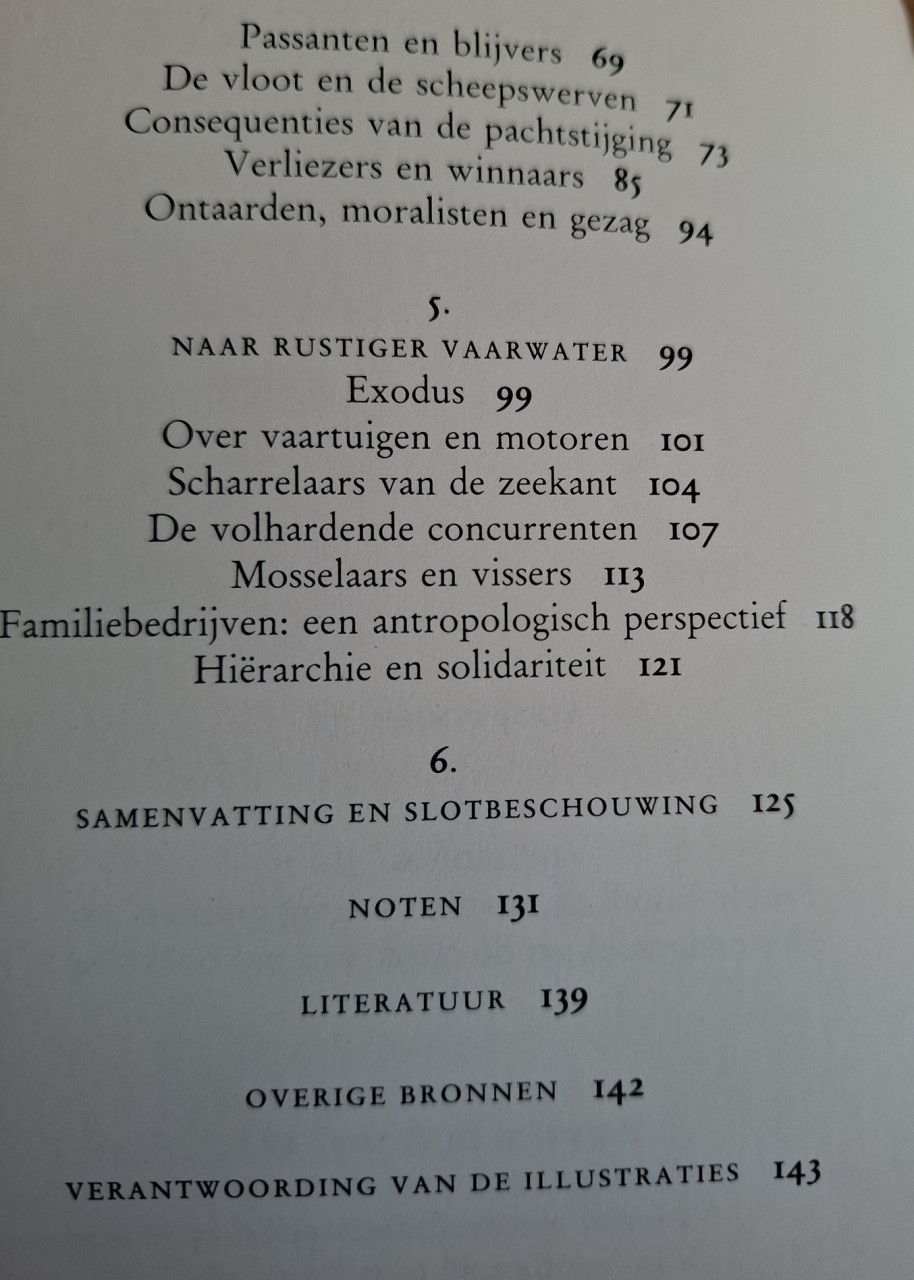 Passanten en blijvers 69
De vloot en de scheepswerven 71
Consequenties van de pachtstijging 73
Verliezers en winnaars 85
Ontaarden, moralisten en gezag 94
5.
NAAR RUSTIGER VAARWATER 99
Exodus 99
Over vaartuigen en motoren 101
Scharrelaars van de zeekant 104
De volhardende concurrenten 107
Mosselaars en vissers 113
Familiebedrijven: een antropologisch perspectief 118
Hiërarchie en solidariteit 121
6.
SAMENVATTING EN SLOTBESCHOUWING 125
NOTEN 131
LITERATUUR 139
OVERIGE BRONNEN 142
VERANTWOORDING VAN DE ILLUSTRATIES 143